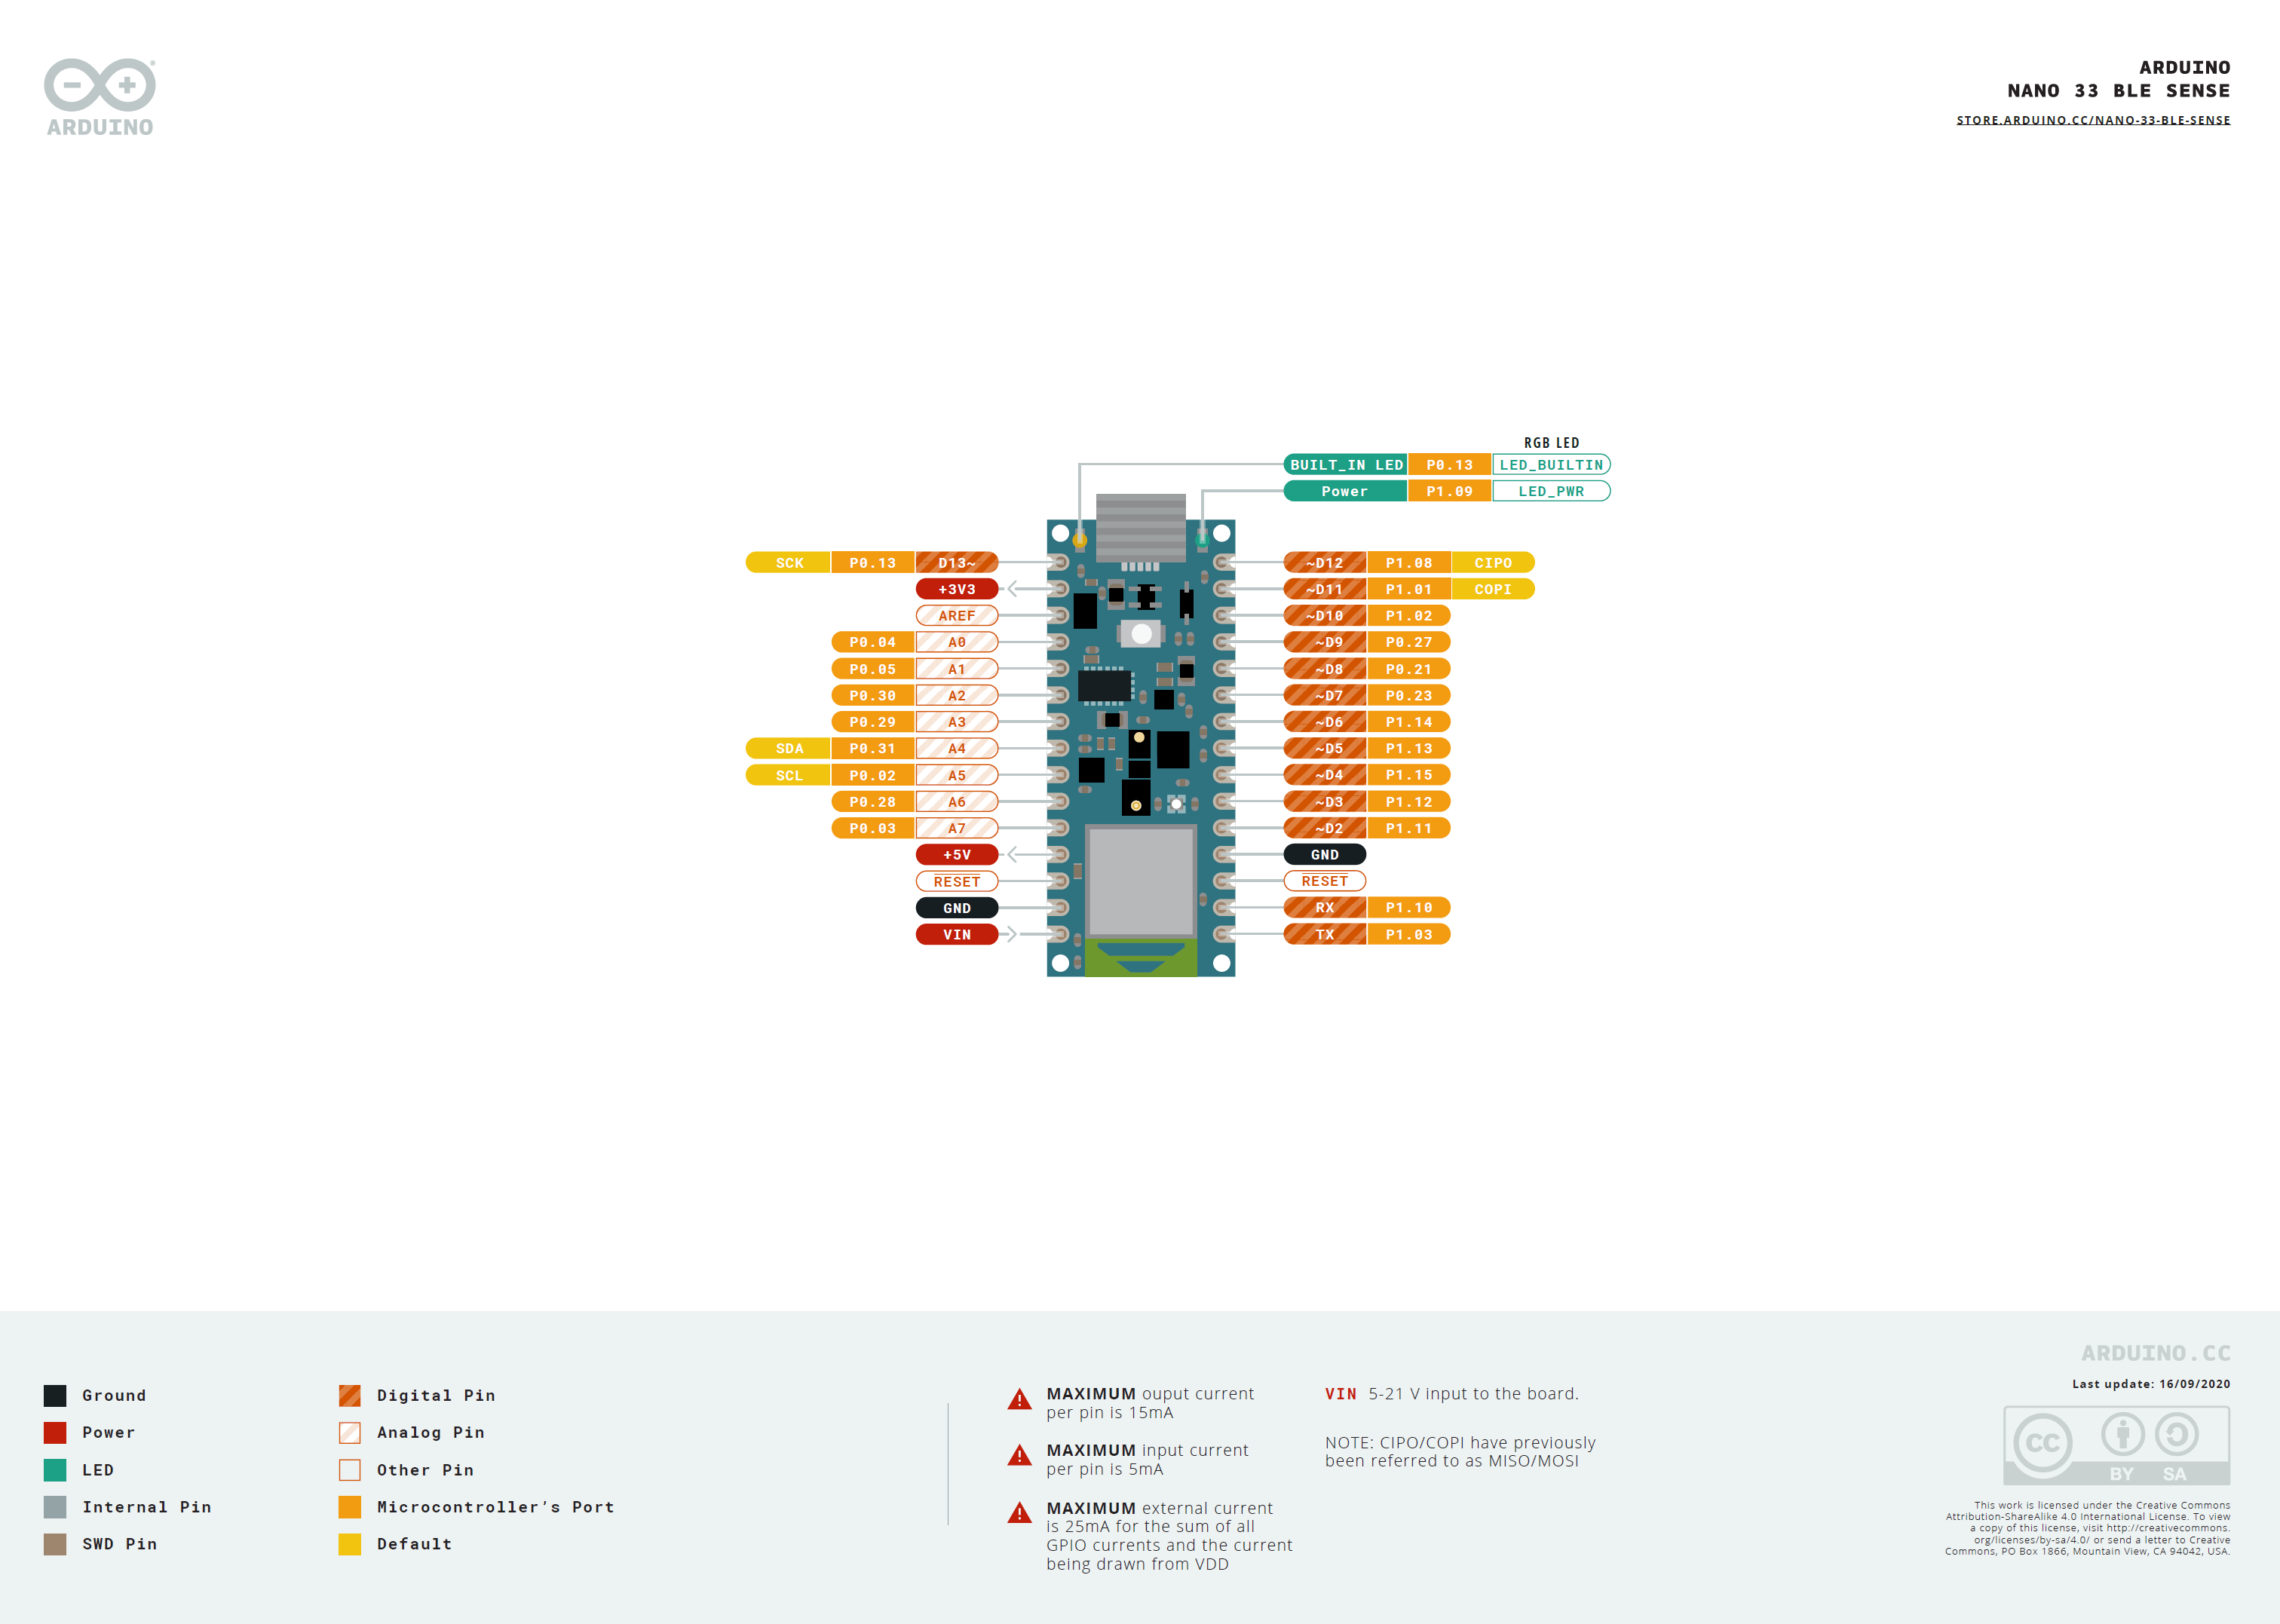 ARDUINO
ARDUINO
NANO 33 BLE SENSE
STORE.ARDUINO.CC/NANO-33-BLE-SENSE
RGB LED
BUILT_IN LED P0.13 LED_BUILTIN
Power P1.09 LED_PWR
SCK P0.13 D13~
+3V3
AREF
P0.04 A0
P0.05 A1
P0.30 A2
P0.29 A3
SDA P0.31 A4
SCL P0.02 A5
P0.28 A6
P0.03 A7
+5V
RESET
GND
VIN
~D12 P1.08 CIPO
~D11 P1.01 COPI
~D10 P1.02
~D9 P0.27
~D8 P0.21
~D7 P0.23
~D6 P1.14
~D5 P1.13
~D4 P1.15
~D3 P1.12
~D2 P1.11
GND
RESET
RX P1.10
TX P1.03
Ground
Power
LED
Internal Pin
SWD Pin
Digital Pin
Analog Pin
Other Pin
Microcontroller's Port
Default
MAXIMUM ouput current
per pin is 15mA
MAXIMUM input current
per pin is 5mA
MAXIMUM external current
is 25mA for the sum of all
GPIO currents and the current
being drawn from VDD
VIN 5-21 V input to the board.
NOTE: CIPO/COPI have previously
been referred to as MISO/MOSI
ARDUINO.CC
Last update: 16/09/2020
CC
BY SA
This work is licensed under the Creative Commons
Attribution-ShareAlike 4.0 International License. To view
a copy of this license, visit http://creativecommons.
org/licenses/by-sa/4.0/ or send a letter to Creative
Commons, PO Box 1866, Mountain View, CA 94042, USA.